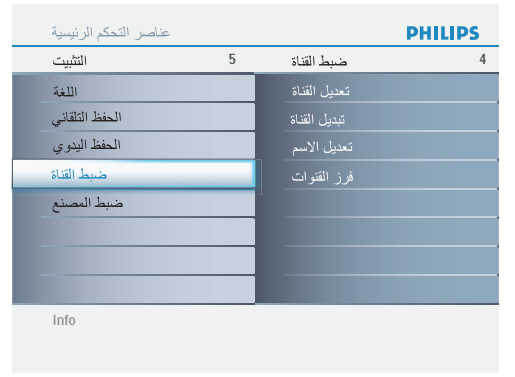 عناصر التحكم الرئيسية
PHILIPS
التثبيت 5
ضبط القناة 4
اللغة
الحفظ التلقائي
الحفظ اليدوي
ضبط القناة
ضبط المصنع
تعديل القناة
تبديل القناة
تعديل الاسم
فرز القنوات
Info